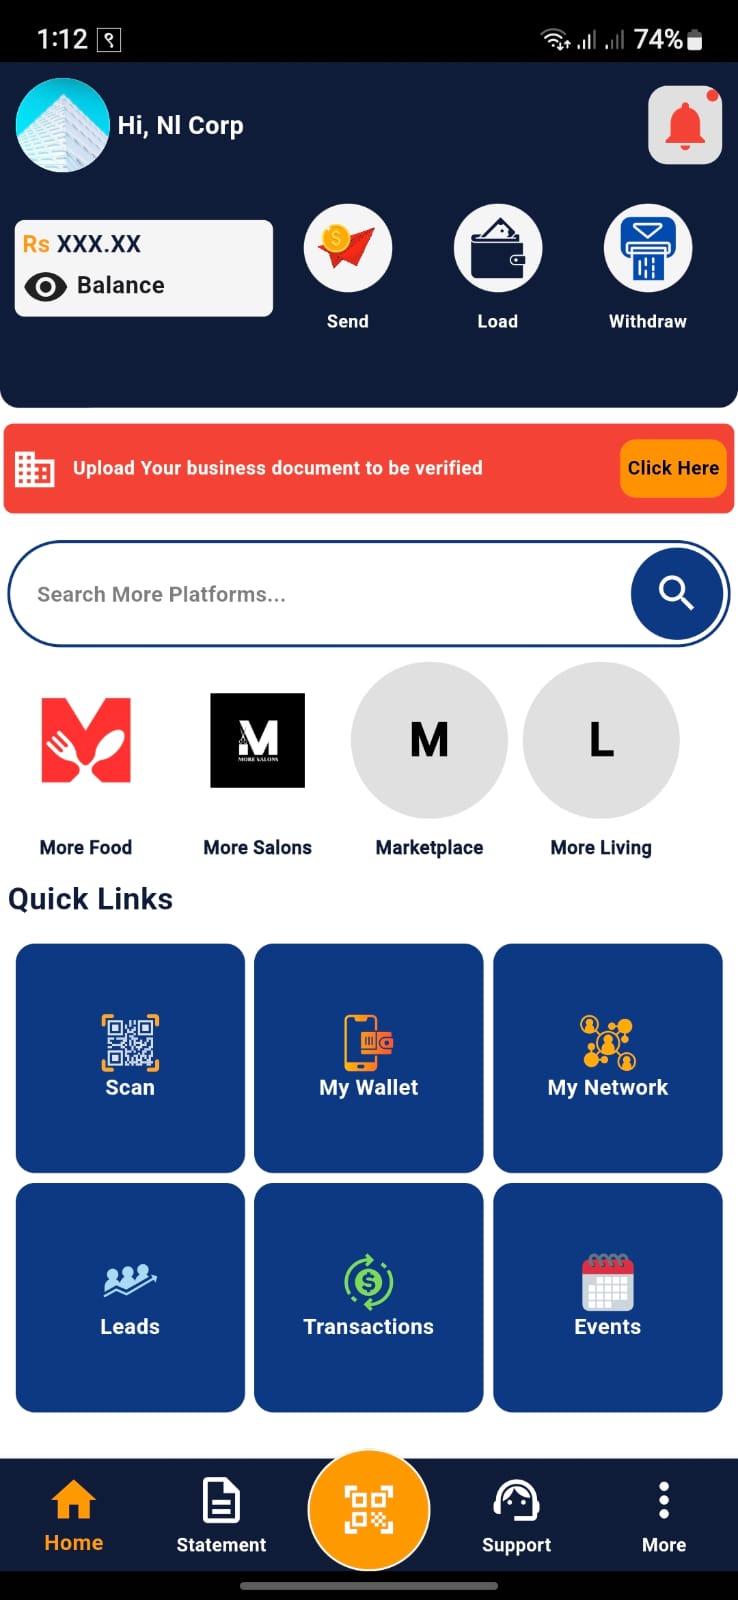 1:12
74%
Hi, Nl Corp
Rs XXX.XX
Balance
Send
Load
Withdraw
Upload Your business document to be verified
Click Here
Search More Platforms...
M
MORE SALONS
M
L
More Food
More Salons
Marketplace
More Living
Quick Links
Scan
My Wallet
My Network
Leads
Transactions
Events
Home
Statement
Support
More